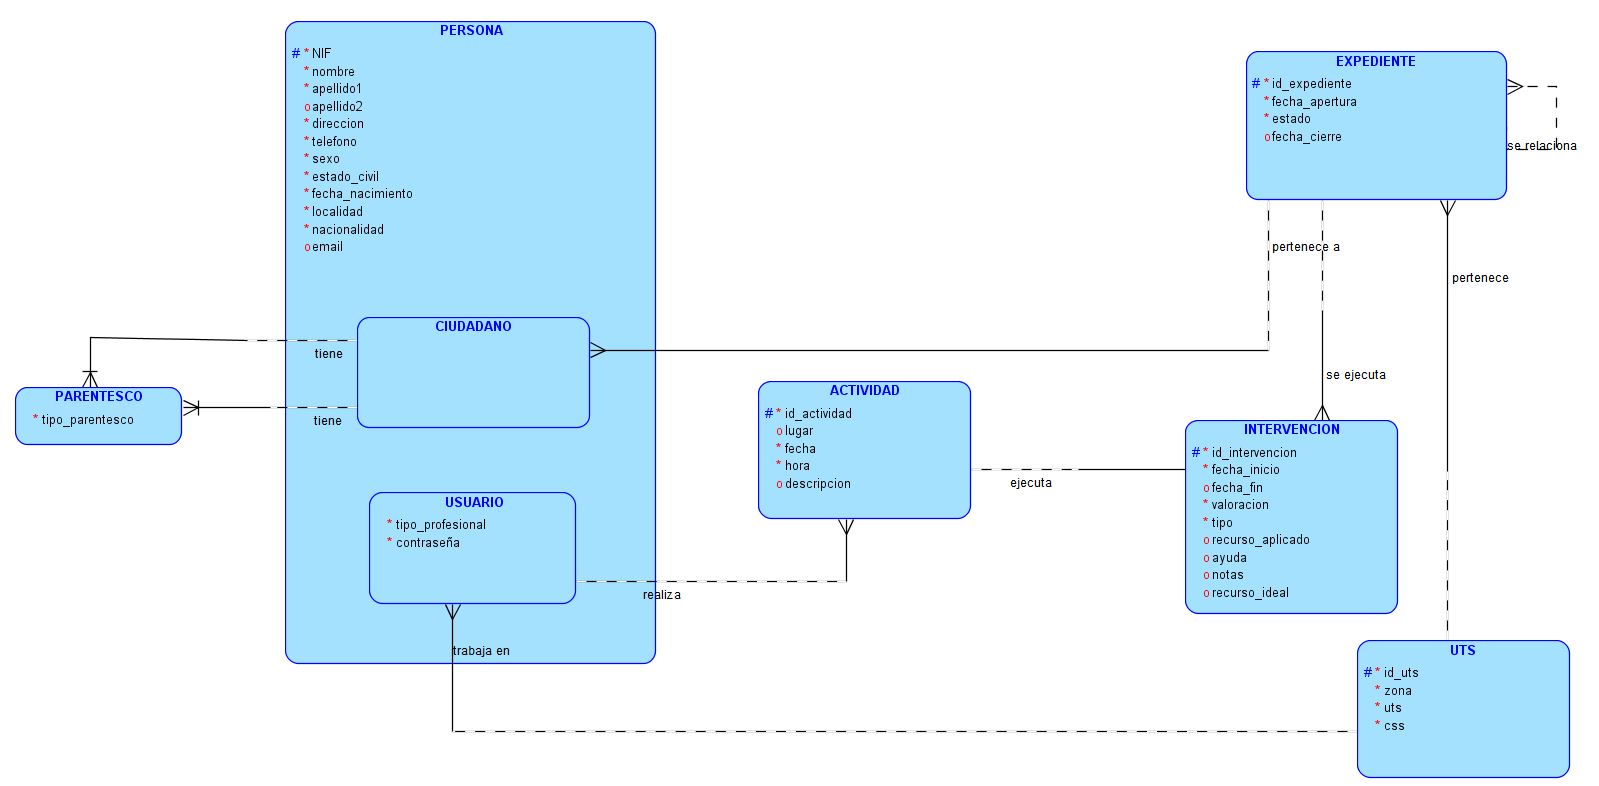 PERSONA
# * NIF
* nombre
* apellido1
o apellido2
* direccion
* telefono
* sexo
* estado_civil
* fecha_nacimiento
* localidad
* nacionalidad
o email
CIUDADANO
tiene
tiene
PARENTESCO
* tipo_parentesco
USUARIO
* tipo_profesional
* contraseña
realiza
trabaja en
ACTIVIDAD
# * id_actividad
o lugar
* fecha
* hora
o descripcion
ejecuta
EXPEDIENTE
# * id_expediente
* fecha_apertura
* estado
o fecha_cierre
se relaciona
pertenece a
pertenece
se ejecuta
INTERVENCION
# * id_intervencion
* fecha_inicio
o fecha_fin
* valoracion
* tipo
o recurso_aplicado
o ayuda
o notas
o recurso_ideal
UTS
# * id_uts
* zona
* uts
* css